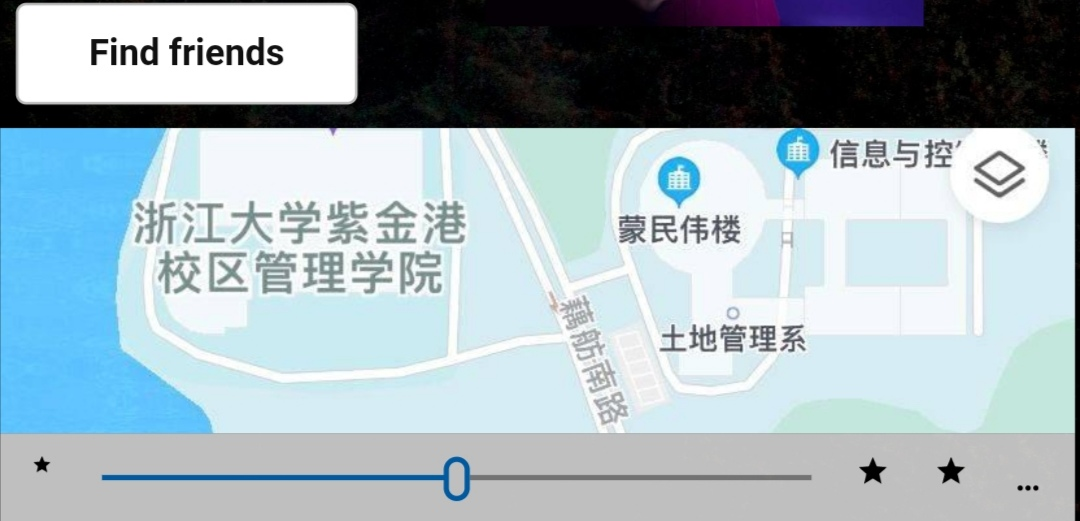 Find friends
信息与控
浙江大学紫金港
校区管理学院
蒙民伟楼
土地管理系
藕舫南路
...